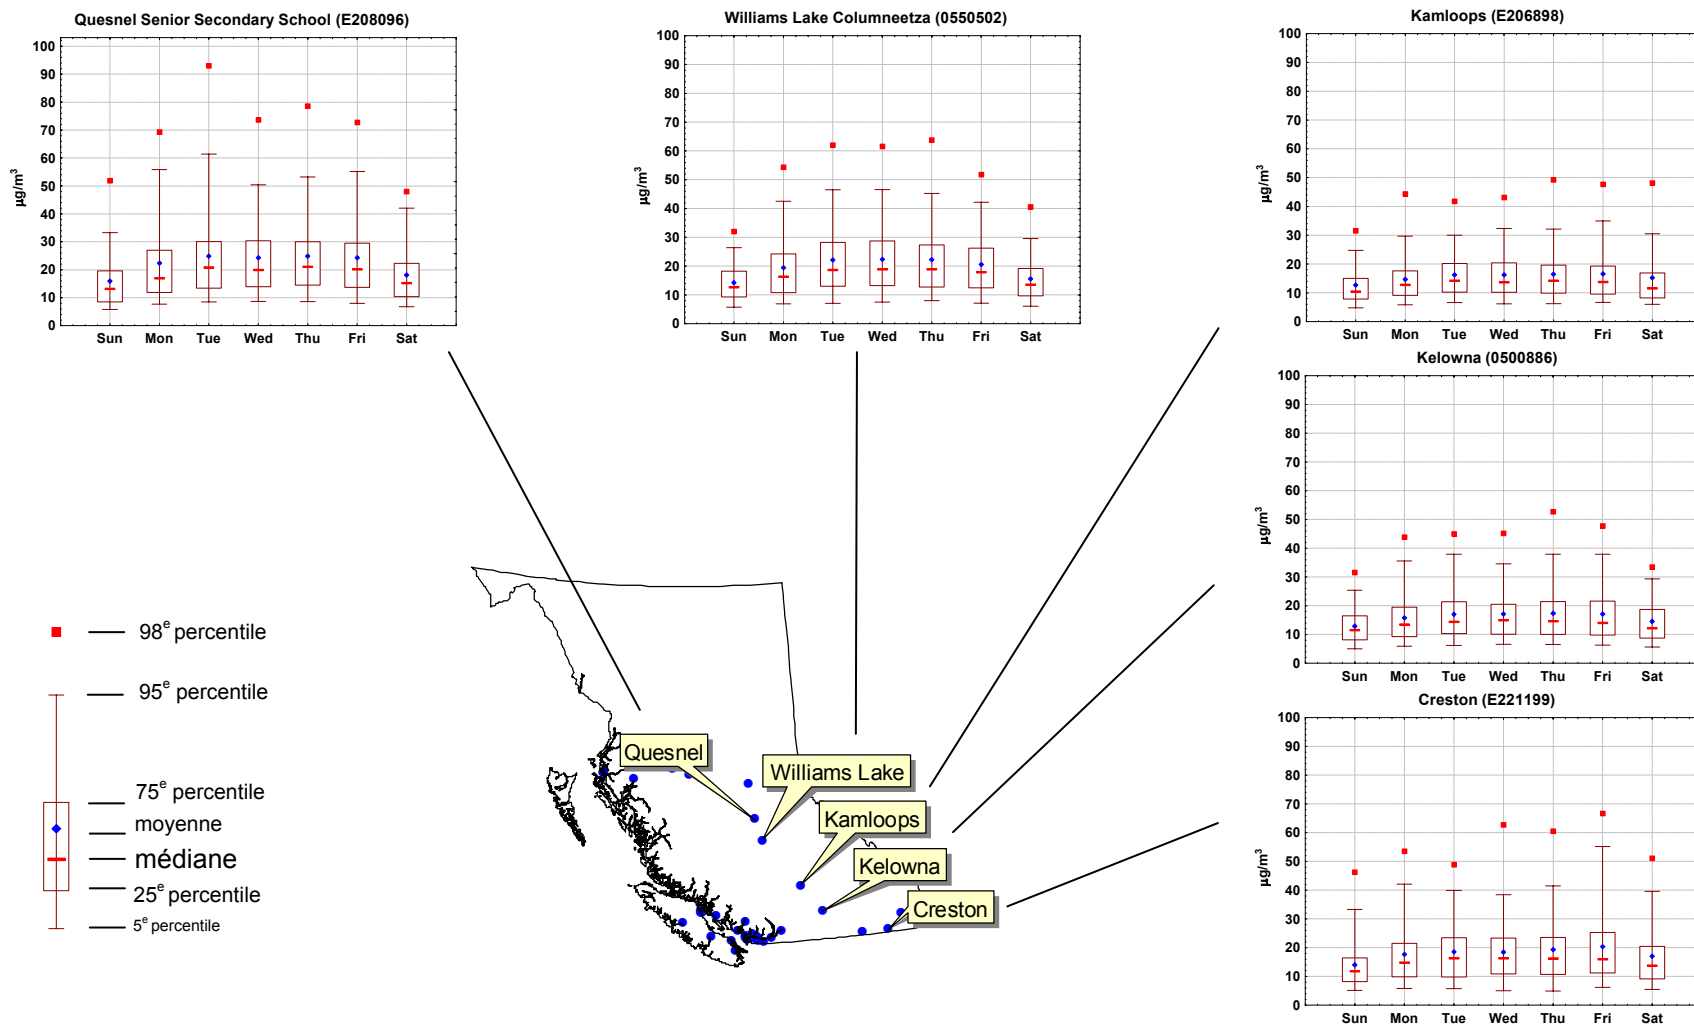 Quesnel Senior Secondary School (E208096)
100
90
80
70
60
50
40
30
20
10
0
µg/m³
Sun Mon Tue Wed Thu Fri Sat
Williams Lake Columneetza (0550502)
100
90
80
70
60
50
40
30
20
10
0
µg/m³
Sun Mon Tue Wed Thu Fri Sat
Kamloops (E206898)
100
90
80
70
60
50
40
30
20
10
0
µg/m³
Sun Mon Tue Wed Thu Fri Sat
Kelowna (0500886)
100
90
80
70
60
50
40
30
20
10
0
µg/m³
Sun Mon Tue Wed Thu Fri Sat
Creston (E221199)
100
90
80
70
60
50
40
30
20
10
0
µg/m³
Sun Mon Tue Wed Thu Fri Sat
98e percentile
95e percentile
75e percentile
moyenne
médiane
25e percentile
5e percentile
Quesnel
Williams Lake
Kamloops
Kelowna
Creston